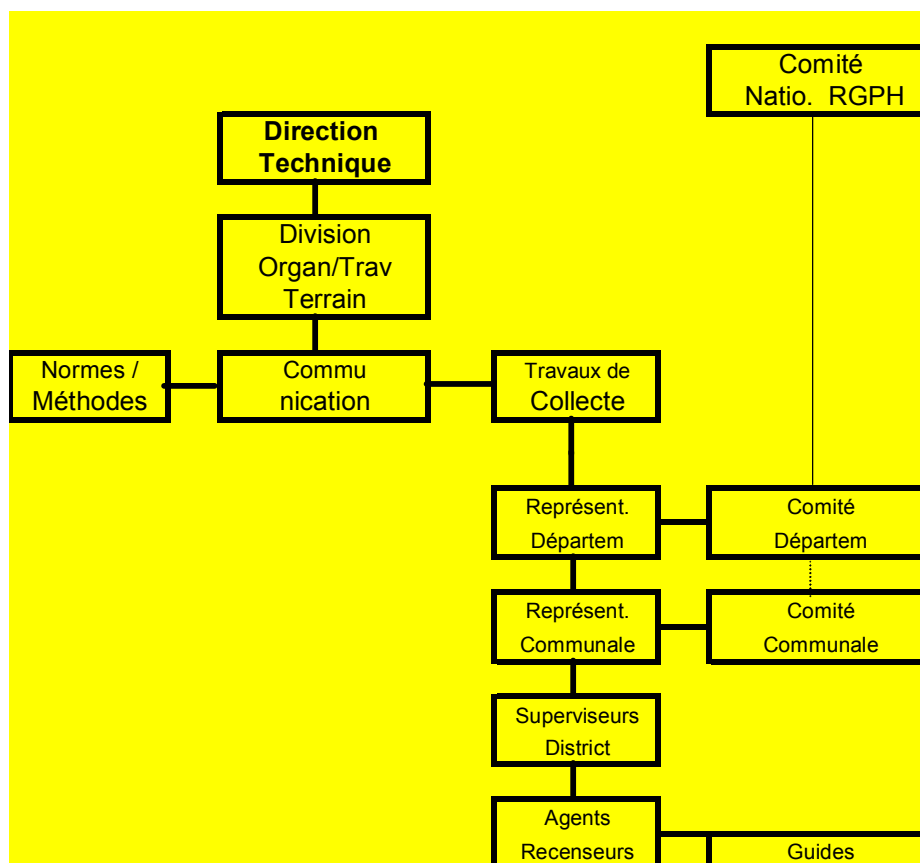 Comité
Natio. RGPH
Direction
Technique
Division
Organ/Trav
Terrain
Normes /
Méthodes
Commu
nication
Travaux de
Collecte
Représent.
Départem
Comité
Départem
Représent.
Communale
Comité
Communale
Superviseurs
District
Agents
Recenseurs
Guides